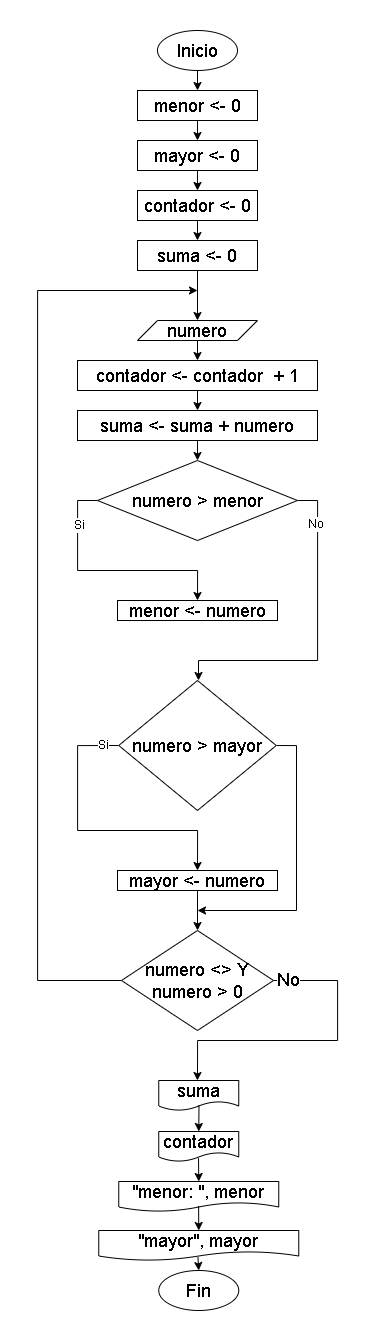 Inicio
menor <- 0
mayor <- 0
contador <- 0
suma <- 0
numero
contador <- contador + 1
suma <- suma + numero
numero > menor
Si
No
menor <- numero
numero > mayor
Si
mayor <- numero
numero <> Y
numero > 0
No
suma
contador
"menor: ", menor
"mayor", mayor
Fin